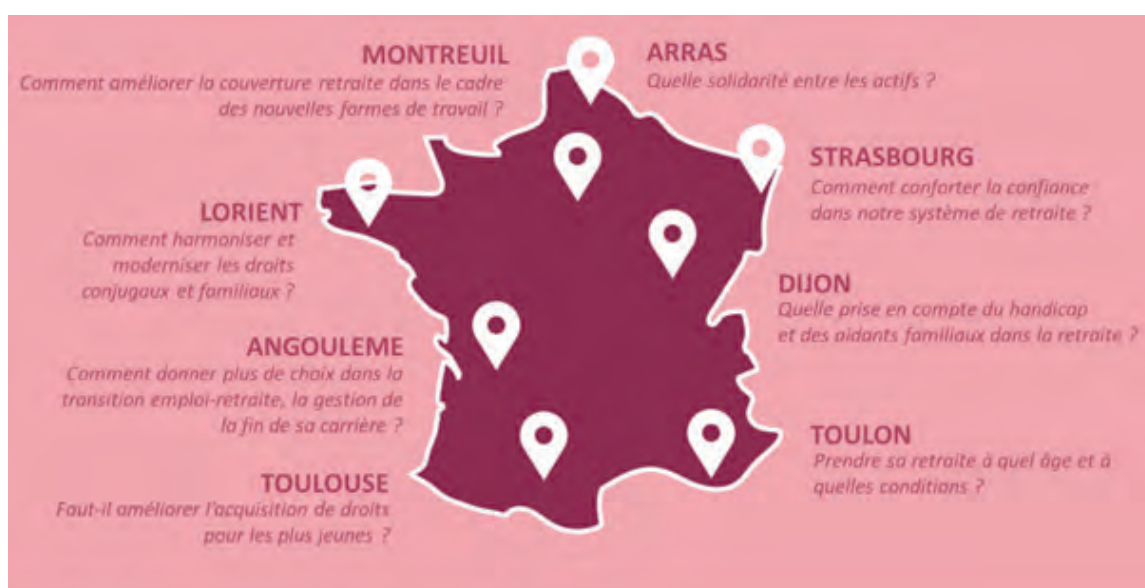 MONTREUIL
Comment améliorer la couverture retraite dans le cadre
des nouvelles formes de travail ?
ARRAS
Quelle solidarité entre les actifs ?
STRASBOURG
Comment conforter la confiance
dans notre système de retraite ?
LORIENT
Comment harmoniser et
moderniser les droits
conjugaux et familiaux ?
DIJON
Quelle prise en compte du handicap
et des aidants familiaux dans la retraite ?
ANGOULEME
Comment donner plus de choix dans la
transition emploi-retraite, la gestion de
la fin de sa carrière ?
TOULON
Prendre sa retraite à quel âge et à
quelles conditions ?
TOULOUSE
Faut-il améliorer l'acquisition de droits
pour les plus jeunes ?